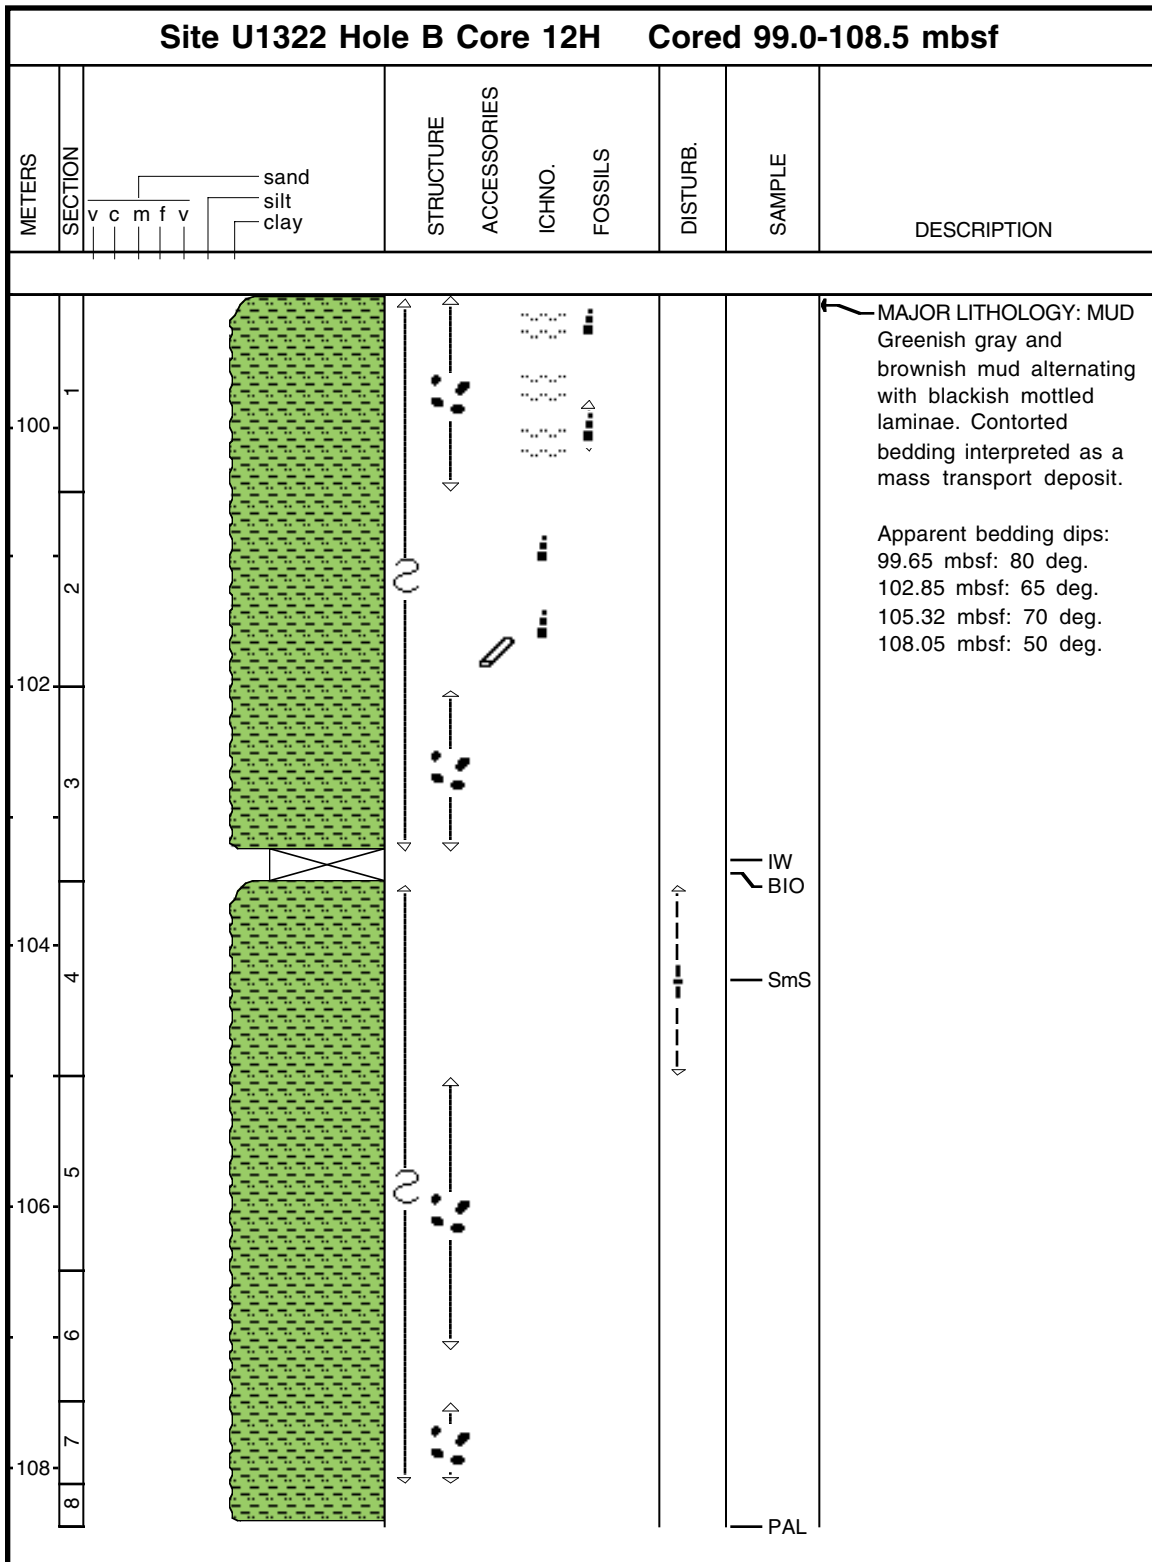 Site U1322 Hole B Core 12H Cored 99.0-108.5 mbsf
METERS
SECTION
v c m f v
sand
silt
clay
STRUCTURE
ACCESSORIES
ICHNO.
FOSSILS
DISTURB.
SAMPLE
DESCRIPTION
1
100
2
102
3
104
4
5
106
6
7
108
8
IW
BIO
SmS
PAL
MAJOR LITHOLOGY: MUD
Greenish gray and
brownish mud alternating
with blackish mottled
laminae. Contorted
bedding interpreted as a
mass transport deposit.
Apparent bedding dips:
99.65 mbsf: 80 deg.
102.85 mbsf: 65 deg.
105.32 mbsf: 70 deg.
108.05 mbsf: 50 deg.